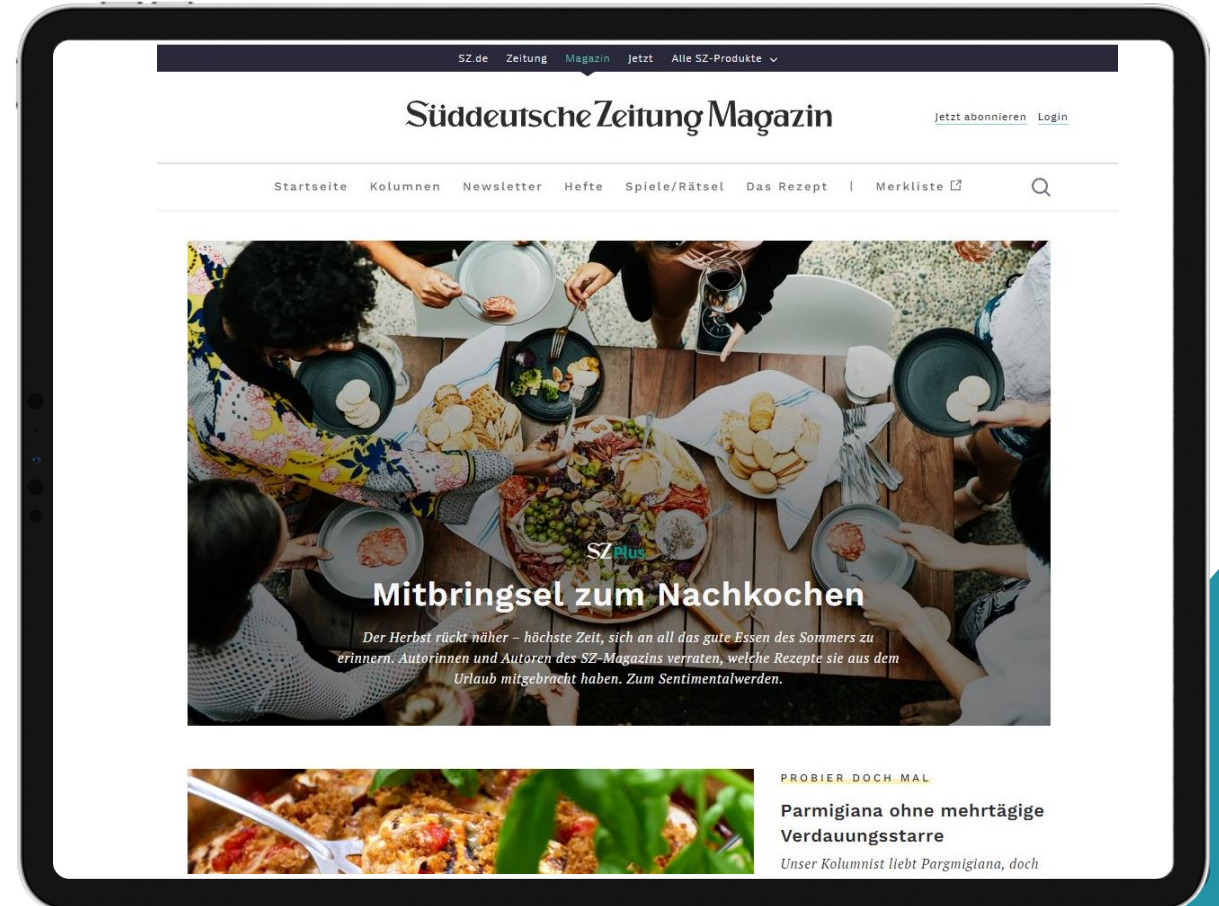 SZ.de Zeitung Magazin Jetzt Alle SZ-Produkte
Süddeutsche Zeitung Magazin
Jetzt abonnieren Login
Startseite Kolumnen Newsletter Hefte Spiele/Rätsel Das Rezept | Merkliste
SZ Plus
Mitbringsel zum Nachkochen
Der Herbst rückt näher – höchste Zeit, sich an all das gute Essen des Sommers zu
erinnern. Autorinnen und Autoren des SZ-Magazins verraten, welche Rezepte sie aus dem
Urlaub mitgebracht haben. Zum Sentimentalwerden.
PROBIER DOCH MAL
Parmigiana ohne mehrtägige
Verdauungsstarre
Unser Kolumnist liebt Pargmigiana, doch